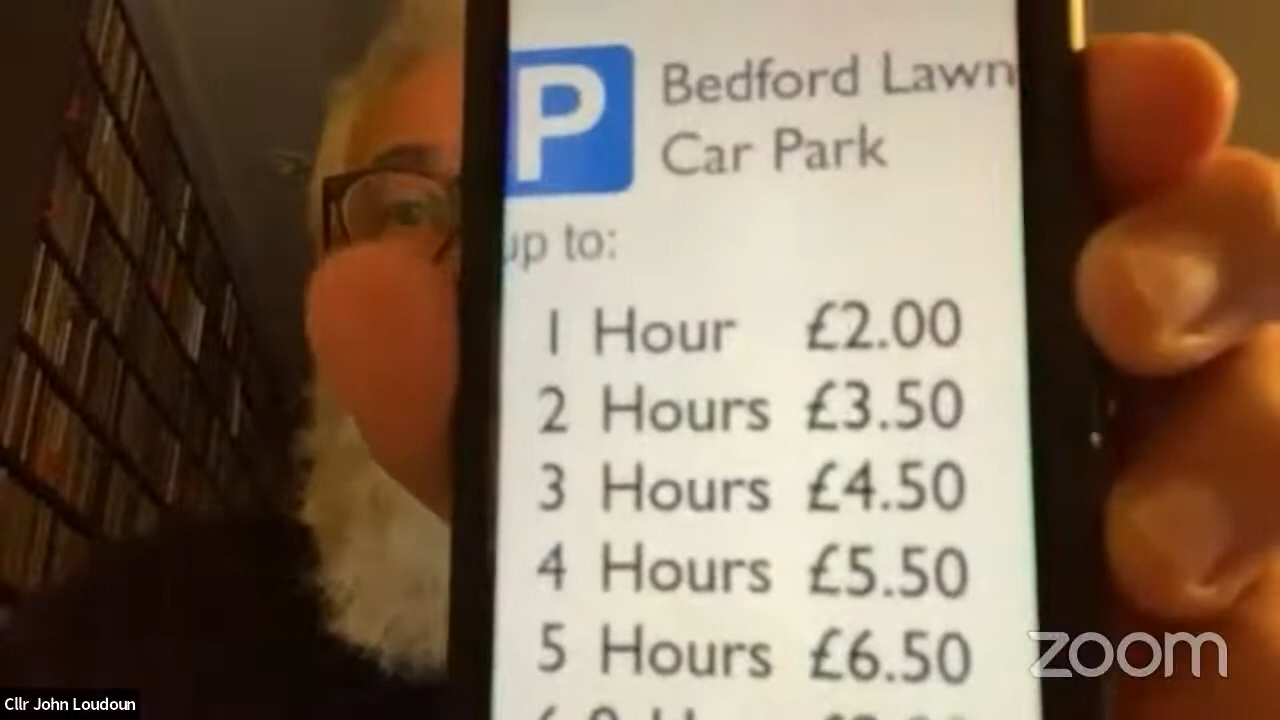 P
Bedford Lawn
Car Park
up to:
1 Hour £2.00
2 Hours £3.50
3 Hours £4.50
4 Hours £5.50
5 Hours £6.50
zoom
Cllr John Loudoun